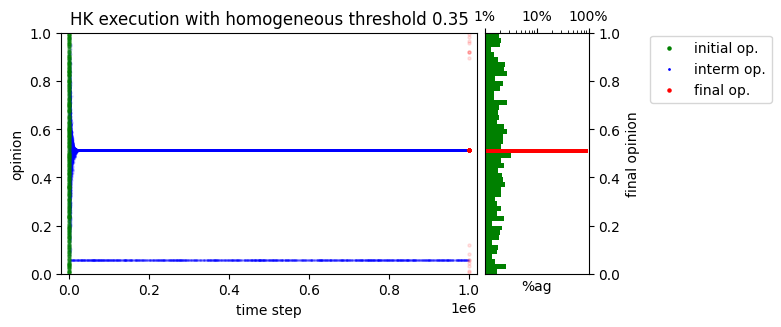 HK execution with homogeneous threshold 0.35
1% 10% 100%
1.0 1.0
0.8 0.8
0.6 0.6
0.4 0.4
0.2 0.2
0.0 0.0
opinion
final opinion
0.0 0.2 0.4 0.6 0.8 1.0
1e6
time step
%ag
initial op.
interm op.
final op.